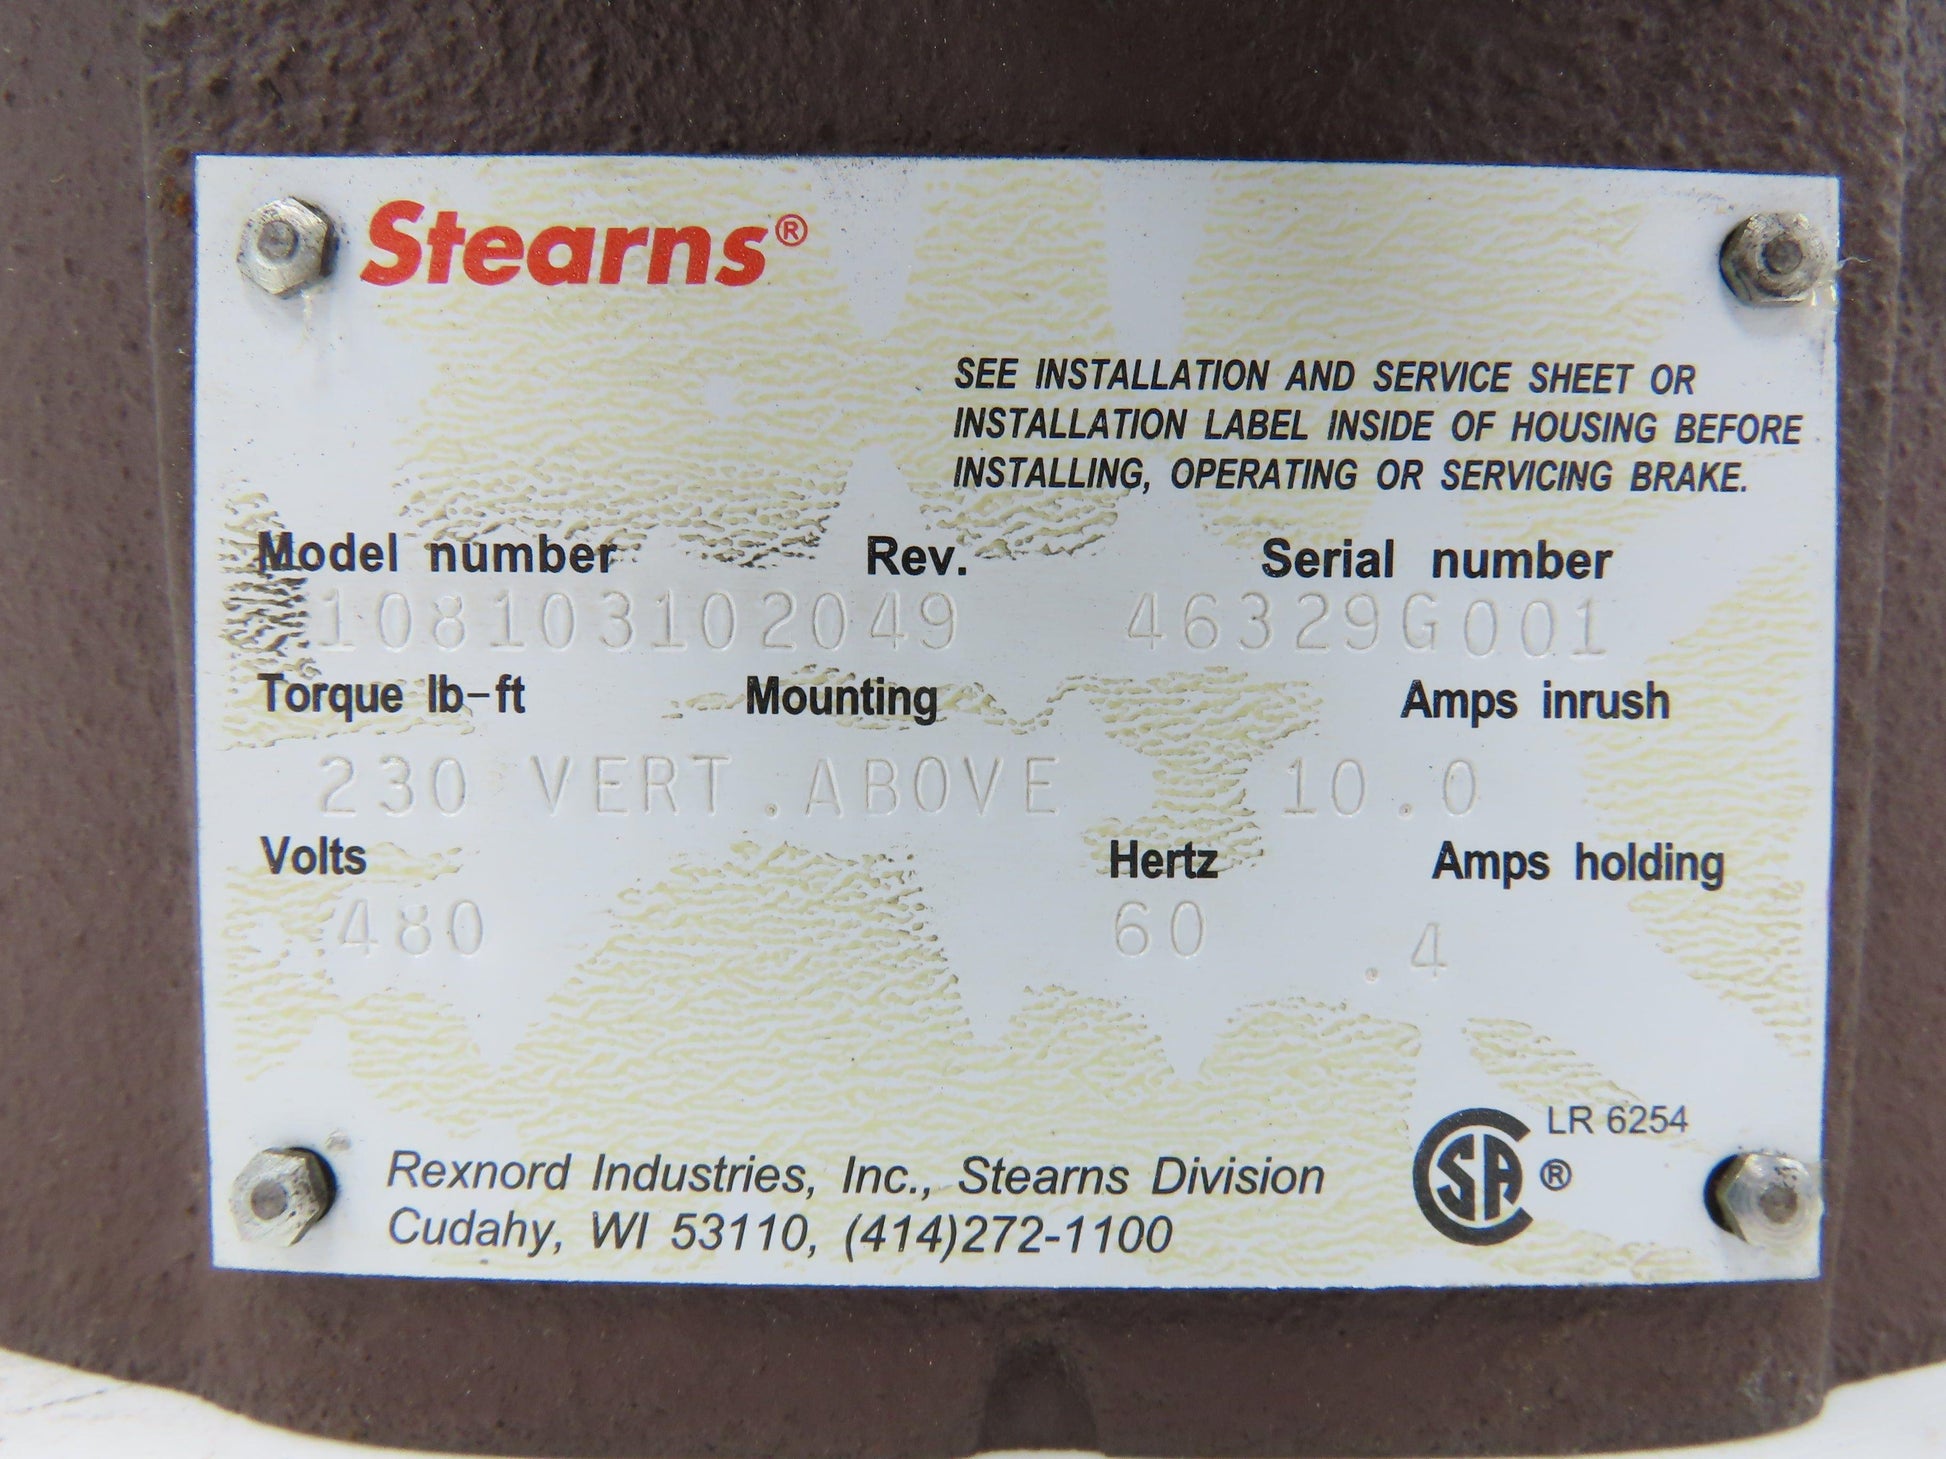 Stearns®
SEE INSTALLATION AND SERVICE SHEET OR
INSTALLATION LABEL INSIDE OF HOUSING BEFORE
INSTALLING, OPERATING OR SERVICING BRAKE.
Model number Rev. Serial number
108103102049 46329G001
Torque lb-ft Mounting Amps inrush
230 VERT.ABOVE 10.0
Volts Hertz Amps holding
480 60 .4
LR 6254
SA ®
Rexnord Industries, Inc., Stearns Division
Cudahy, WI 53110, (414)272-1100